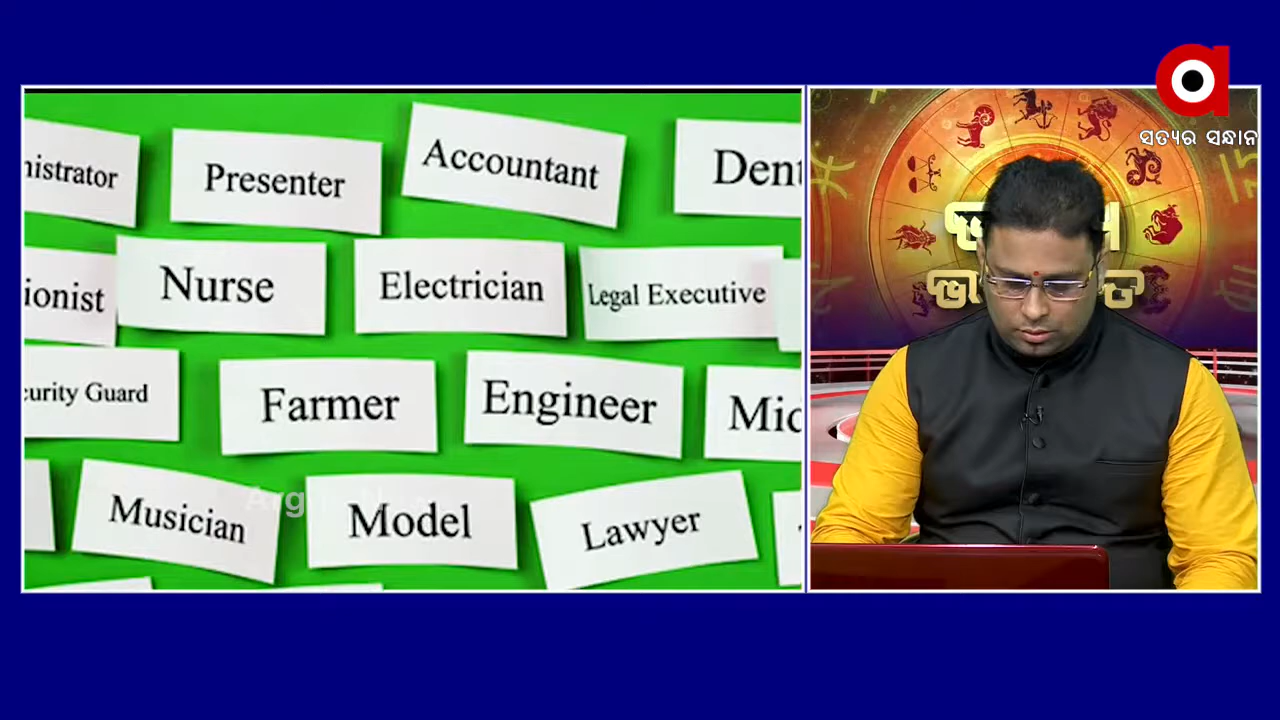 nistrator
Presenter
Accountant
Dent
ionist
Nurse
Electrician
Legal Executive
curity Guard
Farmer
Engineer
Mid
Musician
Model
Lawyer
ସତ୍ୟର ସନ୍ଧାନ